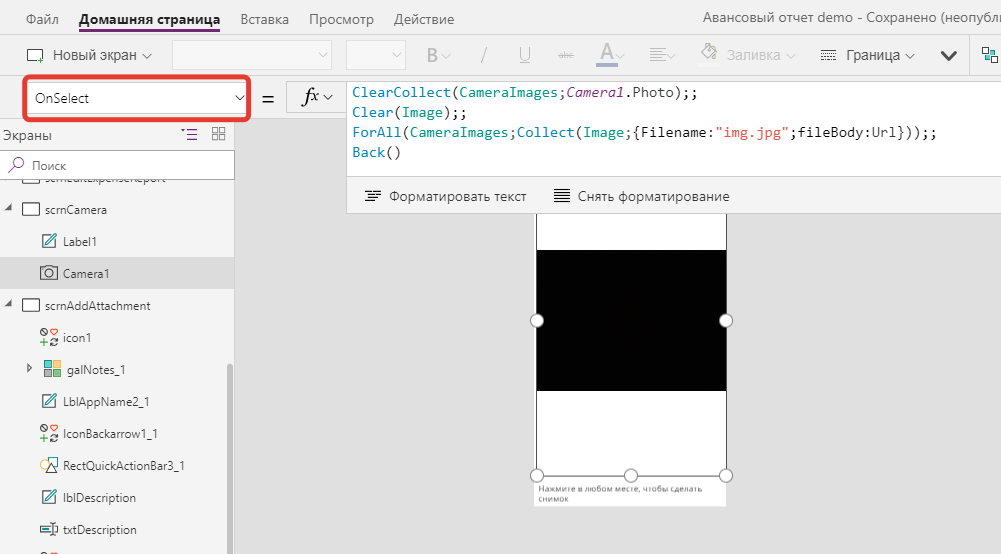 Файл Домашняя страница Вставка Просмотр Действие Авансовый отчет demo - Сохранено (неопубли
Новый экран B / U abc A Заливка Граница
OnSelect = fx ClearCollect(CameraImages;Camera1.Photo);;
Clear(Image);;
ForAll(CameraImages;Collect(Image;{Filename:"img.jpg";fileBody:Url}));;
Back()
Экраны
Поиск
Форматировать текст Снять форматирование
scrnEditExpenseReport
scrnCamera
Label1
Camera1
scrnAddAttachment
icon1
galNotes_1
LblAppName2_1
IconBackarrow1_1
RectQuickActionBar3_1
lblDescription
txtDescription
Нажмите в любом месте, чтобы сделать
снимок